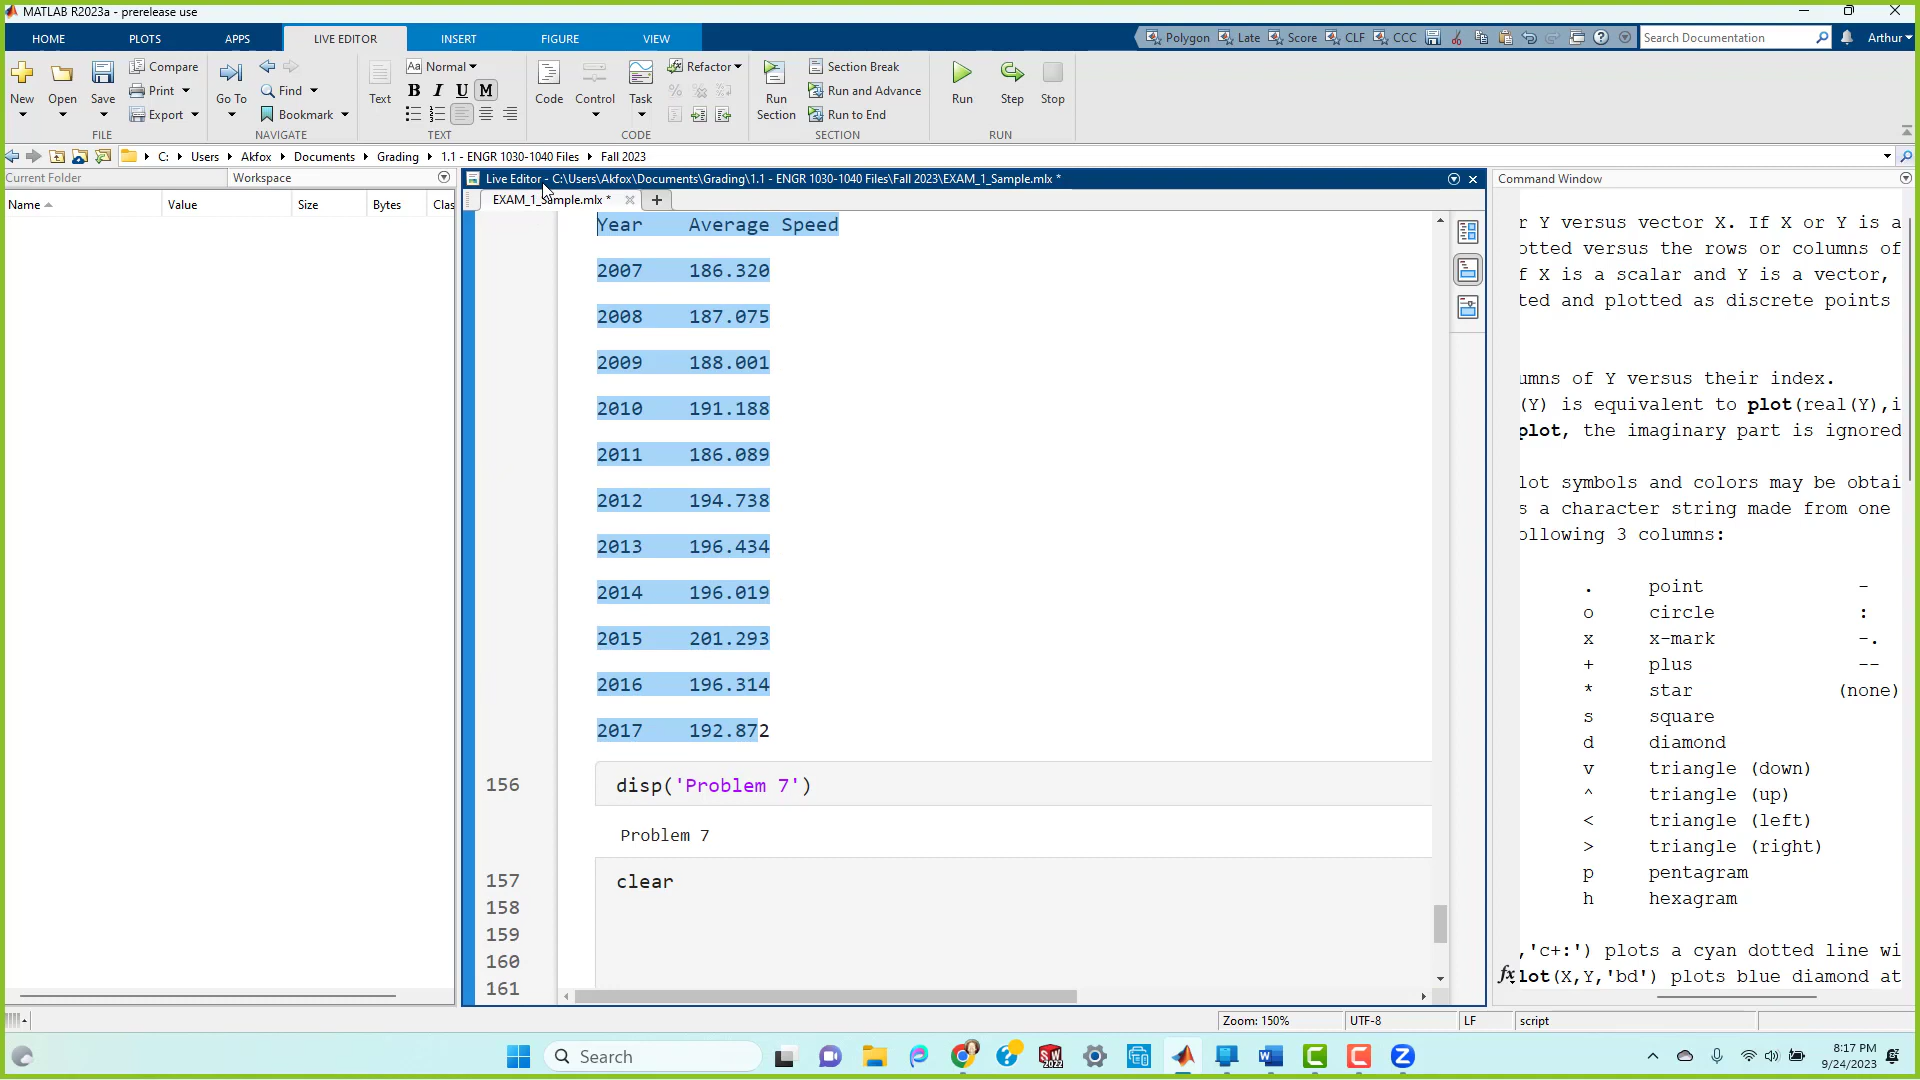 MATLAB R2023a - prerelease use
HOME PLOTS APPS LIVE EDITOR INSERT FIGURE VIEW
Polygon Late Score CLF CCC Search Documentation Arthur
New Open Save Compare Print Export FILE
Go To Find Bookmark NAVIGATE
Text Aa Normal B I U M TEXT
Code Control Task Refactor CODE
Run Section Section Break Run and Advance Run to End SECTION
Run Step Stop RUN
C: Users Akfox Documents Grading 1.1 - ENGR 1030-1040 Files Fall 2023
Current Folder Workspace
Name Value Size Bytes Clas
Live Editor - C:\Users\Akfox\Documents\Grading\1.1 - ENGR 1030-1040 Files\Fall 2023\EXAM_1_Sample.mlx *
EXAM_1_Sample.mlx * +
Year Average Speed
2007 186.320
2008 187.075
2009 188.001
2010 191.188
2011 186.089
2012 194.738
2013 196.434
2014 196.019
2015 201.293
2016 196.314
2017 192.872
156 disp('Problem 7')
Problem 7
157 clear
158
159
160
161
Command Window
r Y versus vector X. If X or Y is a
otted versus the rows or columns of
f X is a scalar and Y is a vector,
ted and plotted as discrete points
umns of Y versus their index.
(Y) is equivalent to plot(real(Y),i
plot, the imaginary part is ignored
lot symbols and colors may be obtai
s a character string made from one
ollowing 3 columns:
. point -
o circle :
x x-mark -.
+ plus --
* star (none)
s square
d diamond
v triangle (down)
^ triangle (up)
< triangle (left)
> triangle (right)
p pentagram
h hexagram
,'c+:') plots a cyan dotted line wi
fx lot(X,Y,'bd') plots blue diamond at
Zoom: 150% UTF-8 LF script
Search
SW 2022
8:17 PM
9/24/2023